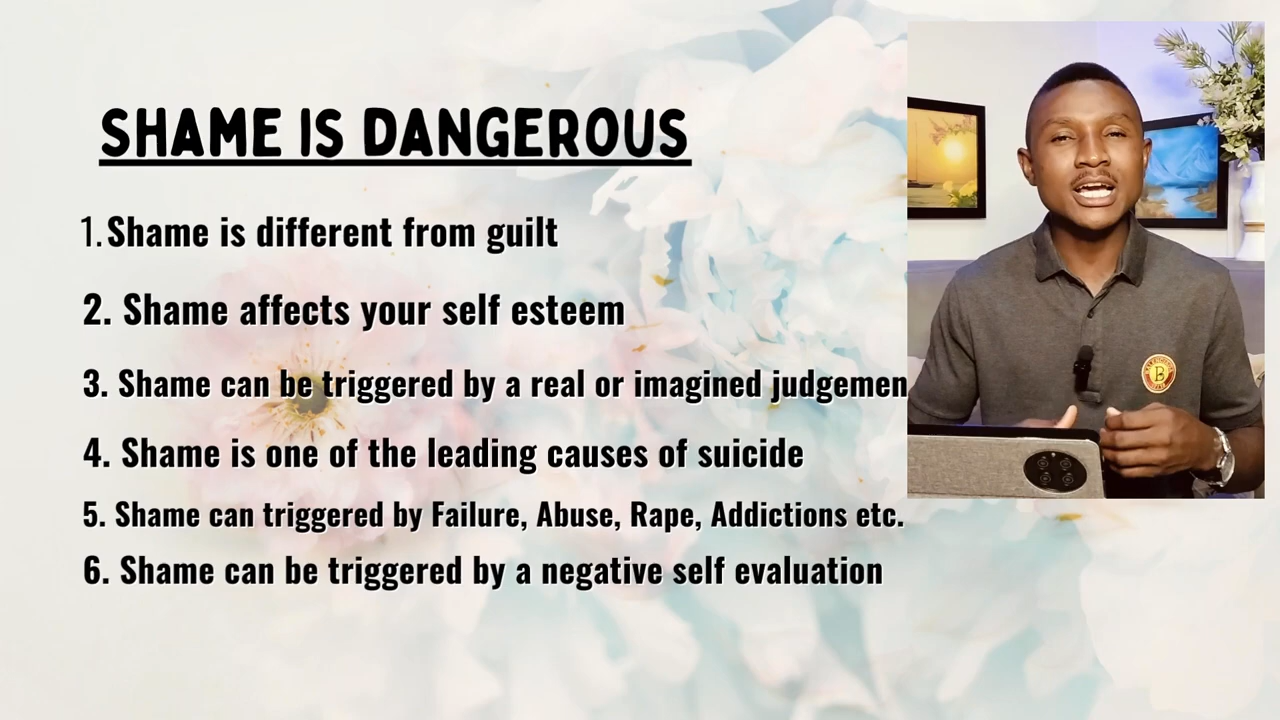 SHAME IS DANGEROUS
1. Shame is different from guilt
2. Shame affects your self esteem
3. Shame can be triggered by a real or imagined judgemen
4. Shame is one of the leading causes of suicide
5. Shame can triggered by Failure, Abuse, Rape, Addictions etc.
6. Shame can be triggered by a negative self evaluation
B